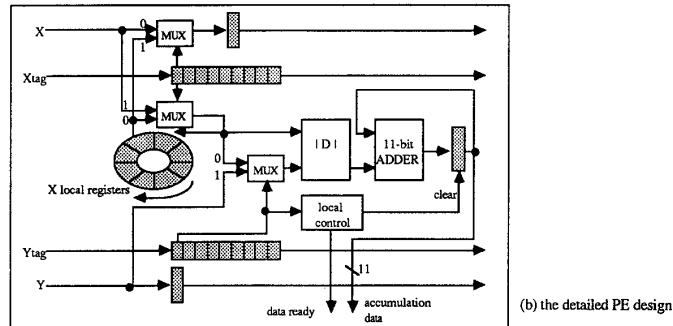 X
0
1
MUX
Xtag
1
0
MUX
X local registers
0
1
MUX
| D |
11-bit
ADDER
clear
local
control
Ytag
Y
11
data ready
accumulation
data
(b) the detailed PE design